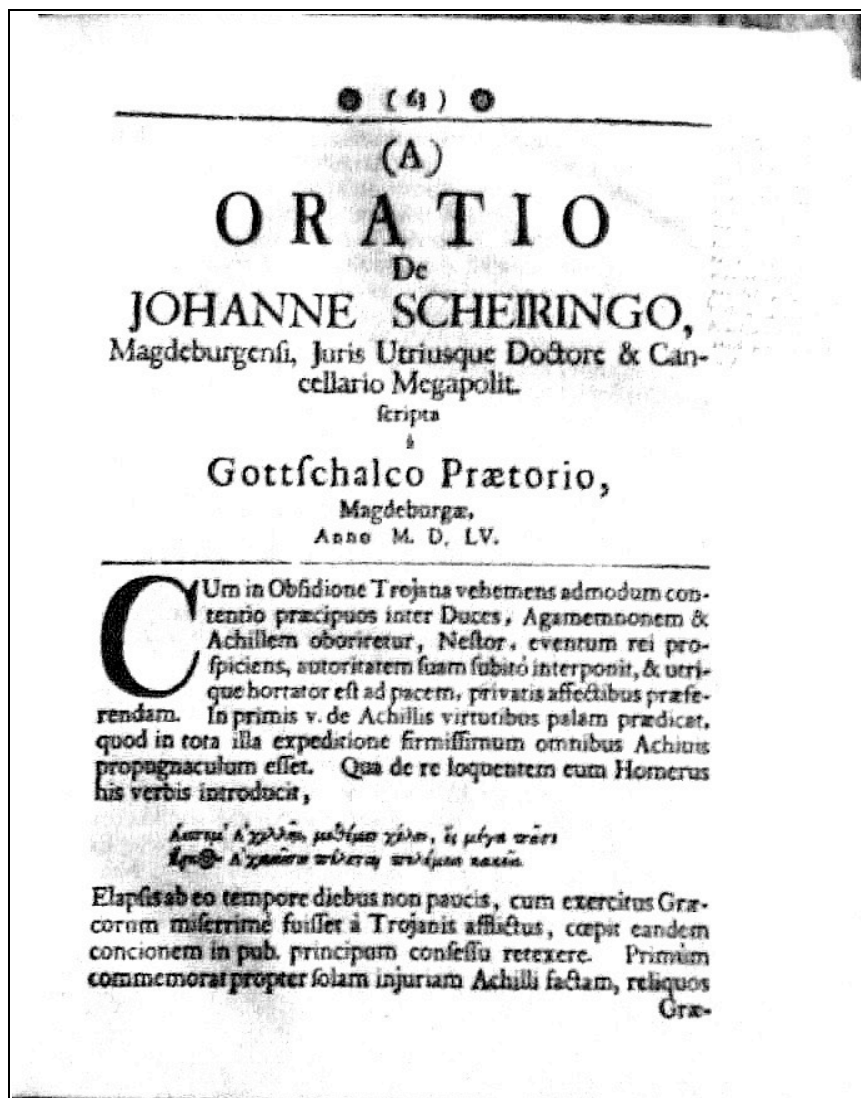 (A)
ORATIO
De
JOHANNE SCHEIRINGO,
Magdeburgenſi, Juris Utriusque Doctore & Can-
cellario Megapolit.
ſcripta
à
Gottſchalco Prætorio,
Magdeburgæ,
Anno M. D. LV.
CUm in Obſidione Trojana vehemens admodum con-
tentio præcipuos inter Duces, Agamemnonem &
Achillem oboriretur, Neſtor, eventum rei pro-
ſpiciens, autoritatem ſuam ſubitò interponit, & utri-
que hortator eſt ad pacem, privatis affectibus præfe-
rendam. In primis v. de Achillis virtutibus palam prædicat,
quod in tota illa expeditione firmiſſimum omnibus Achivis
propugnaculum eſſet. Qua de re loquentem eum Homerus
his verbis introducit,
μέγα πᾶσι
Elapſis ab eo tempore diebus non paucis, cum exercitus Græ-
corum miſerrimè fuiſſet à Trojanis afflictus, cœpit eandem
concionem in pub. principum conſeſſu retexere. Primùm
commemorat propter ſolam injuriam Achilli factam, reliquos
Græ-